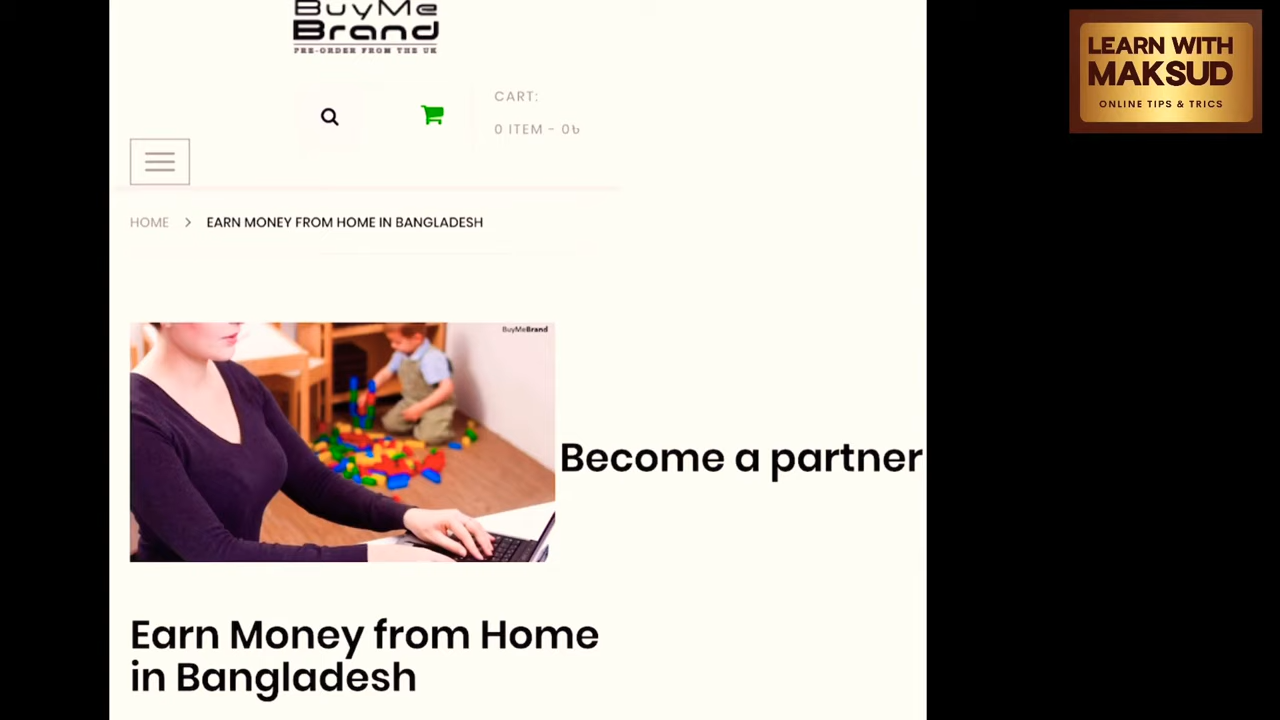 BuyMe
Brand
PRE-ORDER FROM THE UK
LEARN WITH
MAKSUD
ONLINE TIPS & TRICS
CART:
0 ITEM - 0৳
HOME > EARN MONEY FROM HOME IN BANGLADESH
BuyMeBrand
Become a partner
Earn Money from Home
in Bangladesh